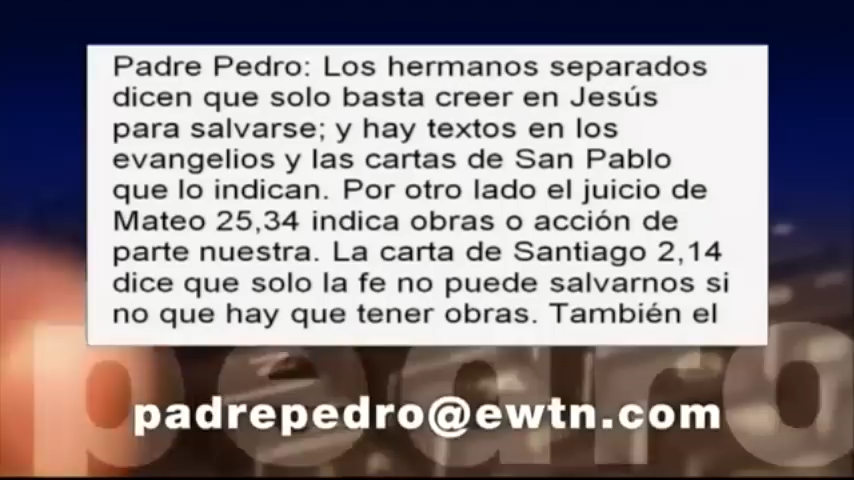 Padre Pedro: Los hermanos separados
dicen que solo basta creer en Jesús
para salvarse; y hay textos en los
evangelios y las cartas de San Pablo
que lo indican. Por otro lado el juicio de
Mateo 25,34 indica obras o acción de
parte nuestra. La carta de Santiago 2,14
dice que solo la fe no puede salvarnos si
no que hay que tener obras. También el
pedro
padrepedro@ewtn.com